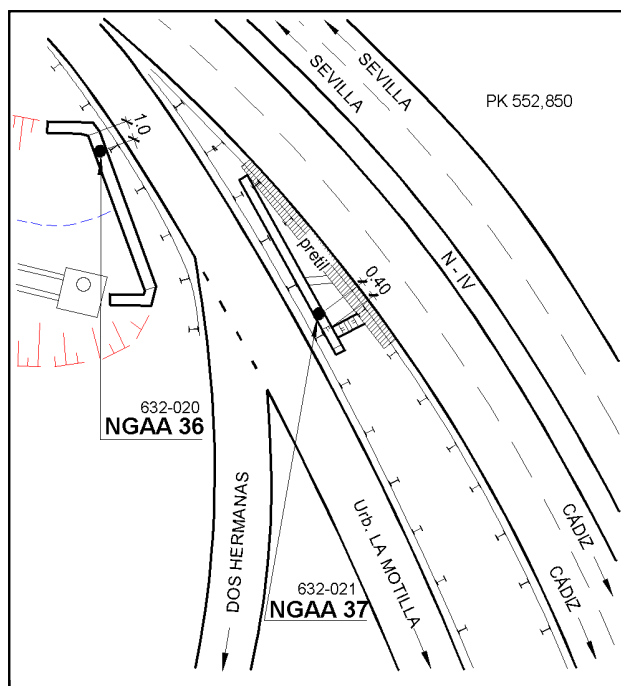 SEVILLA
SEVILLA
PK 552,850
1.0
N - IV
pretil
0.40
632-020
NGAA 36
DOS HERMANAS
Urb. LA MOTILLA
632-021
NGAA 37
CÁDIZ
CÁDIZ